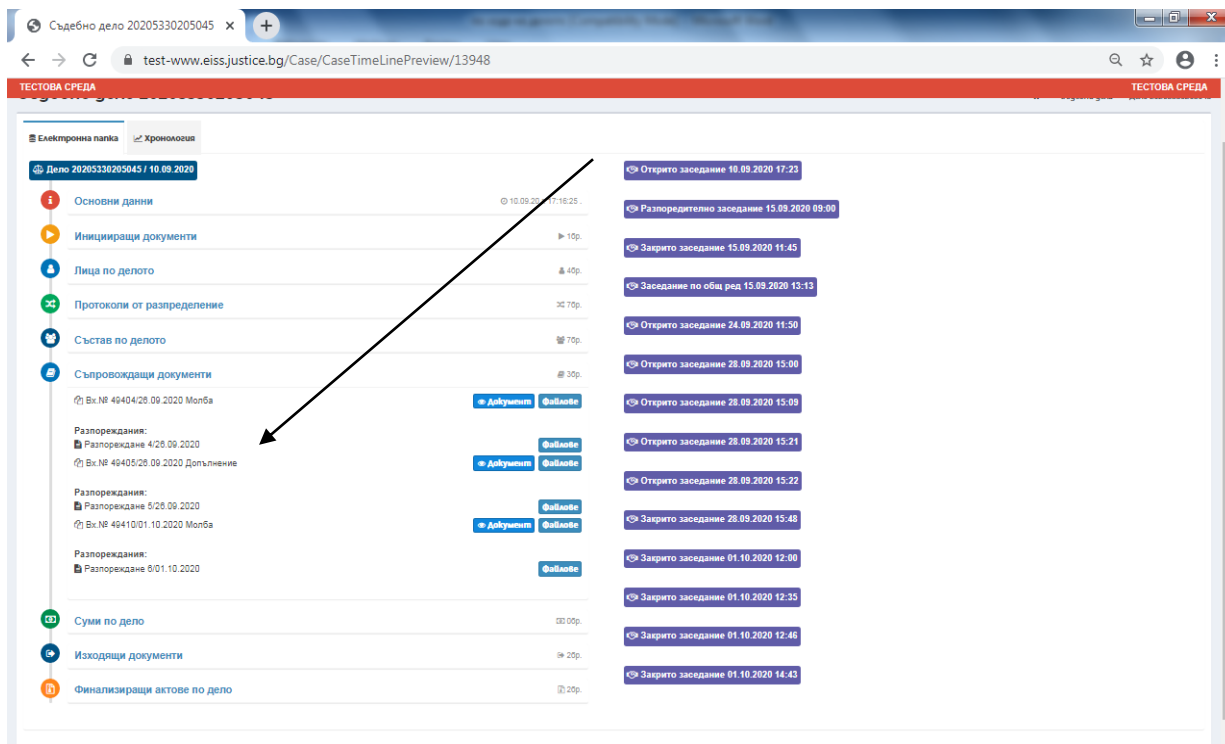 Съдебно дело 20205330205045
test-www.eiss.justice.bg/Case/CaseTimeLinePreview/13948
ТЕСТОВА СРЕДА
ТЕСТОВА СРЕДА
Електронна папка
Хронология
Дело 20205330205045 / 10.09.2020
Основни данни
Иницииращи документи
1бр.
Лица по делото
4бр.
Протоколи от разпределение
7бр.
Състав по делото
7бр.
Съпровождащи документи
3бр.
Вх.№ 49404/26.09.2020 Молба
Документ Файлове
Разпореждания:
Разпореждане 4/26.09.2020
Файлове
Вх.№ 49405/26.09.2020 Допълнение
Документ Файлове
Разпореждания:
Разпореждане 5/26.09.2020
Файлове
Вх.№ 49410/01.10.2020 Молба
Документ Файлове
Разпореждания:
Разпореждане 6/01.10.2020
Файлове
Суми по дело
0бр.
Изходящи документи
2бр.
Финализиращи актове по дело
2бр.
Открито заседание 10.09.2020 17:23
Разпоредително заседание 15.09.2020 09:00
Закрито заседание 15.09.2020 11:45
Заседание по общ ред 15.09.2020 13:13
Открито заседание 24.09.2020 11:50
Открито заседание 28.09.2020 15:00
Открито заседание 28.09.2020 15:09
Открито заседание 28.09.2020 15:21
Открито заседание 28.09.2020 15:22
Закрито заседание 28.09.2020 15:48
Закрито заседание 01.10.2020 12:00
Закрито заседание 01.10.2020 12:35
Закрито заседание 01.10.2020 12:46
Закрито заседание 01.10.2020 14:43